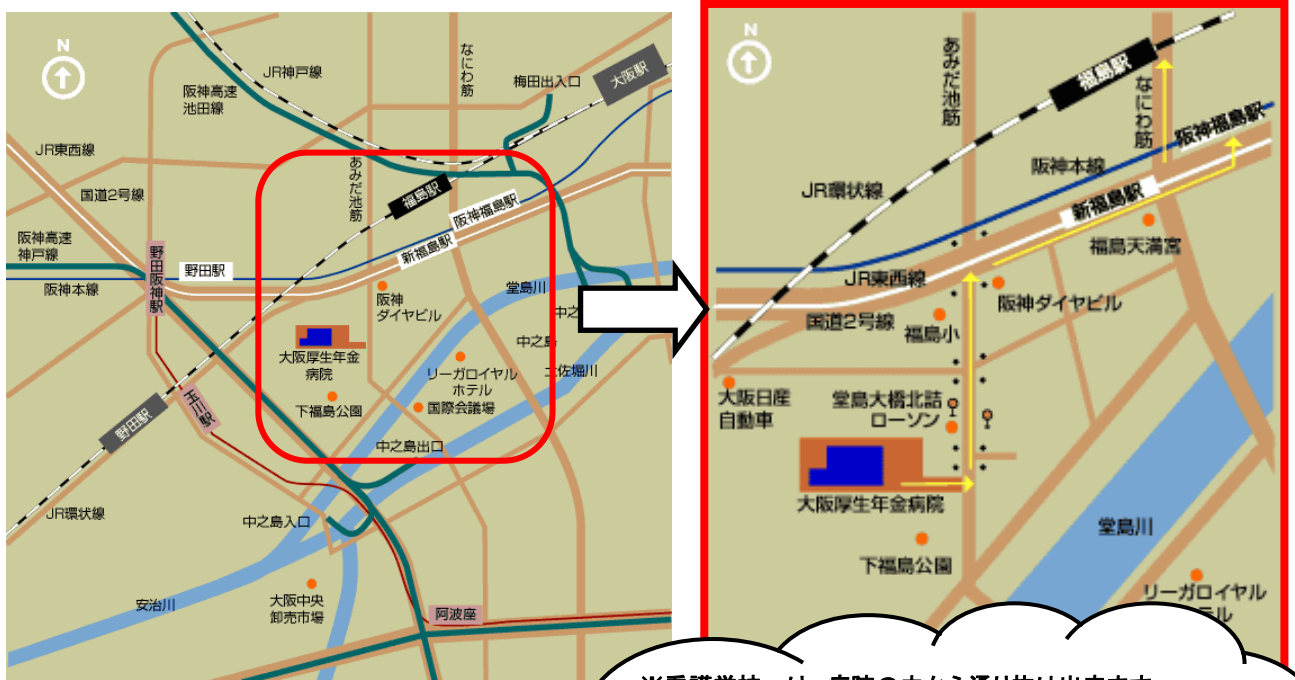 N
JR神戸線
阪神高速
池田線
なにわ筋
梅田出入口
大阪駅
JR東西線
国道2号線
あみだ池筋
福島駅
阪神福島駅
新福島駅
阪神高速
神戸線
野田阪神駅
野田駅
阪神本線
堂島川
阪神
ダイヤビル
中之島
大阪厚生年金
病院
リーガロイヤル
ホテル
土佐堀川
下福島公園
国際会議場
玉川駅
野田駅
中之島出口
JR環状線
中之島入口
安治川
大阪中央
卸売市場
阿波座
N
あみだ池筋
福島駅
なにわ筋
阪神福島駅
阪神本線
JR環状線
新福島駅
福島天満宮
JR東西線
阪神ダイヤビル
国道2号線
福島小
大阪日産
自動車
堂島大橋北詰
ローソン
大阪厚生年金病院
堂島川
下福島公園
リーガロイヤル